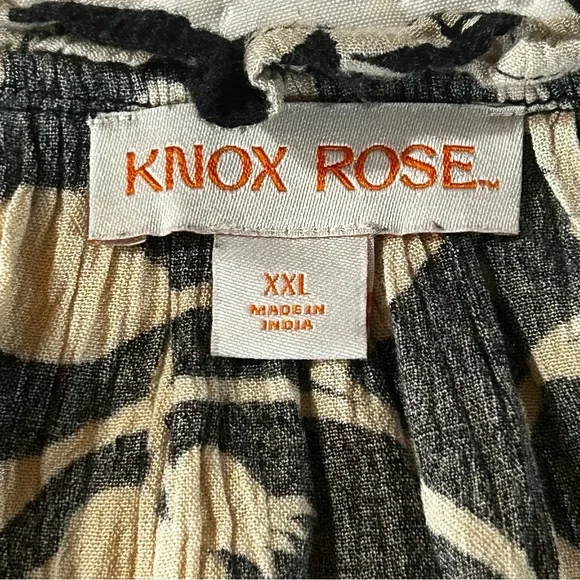 KNOX ROSE™
XXL
MADE IN
INDIA